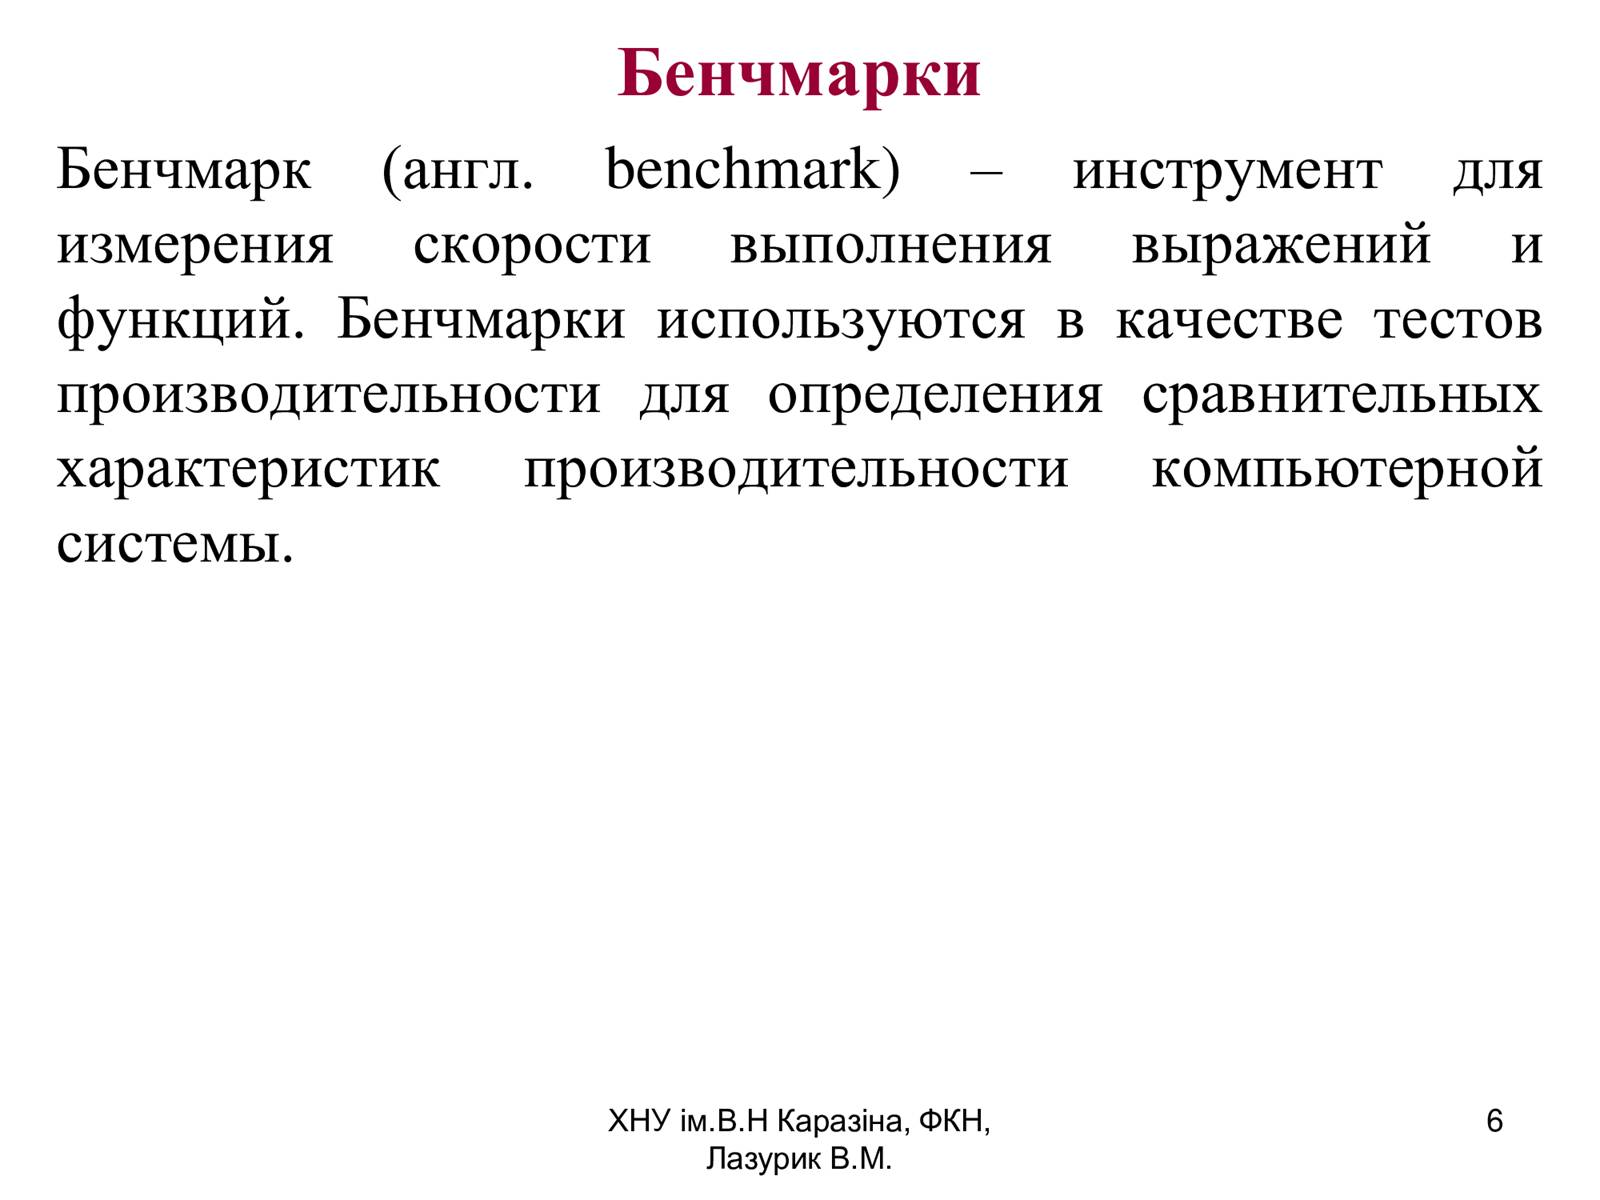 Бенчмарки
Бенчмарк (англ. benchmark) – инструмент для
измерения скорости выполнения выражений и
функций. Бенчмарки используются в качестве тестов
производительности для определения сравнительных
характеристик производительности компьютерной
системы.
ХНУ ім.В.Н Каразіна, ФКН,
Лазурик В.М.
6